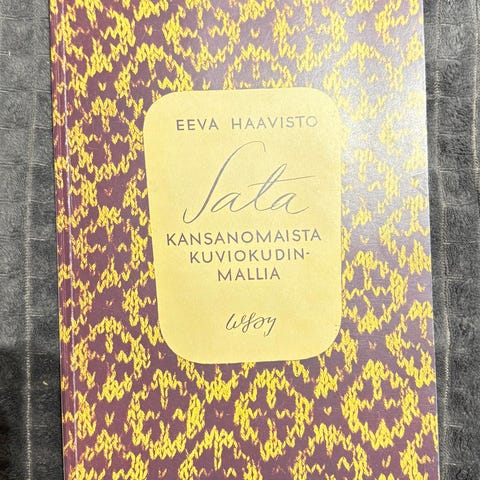 EEVA HAAVISTO
Sata
KANSANOMAISTA
KUVIOKUDIN-
MALLIA
wsoy